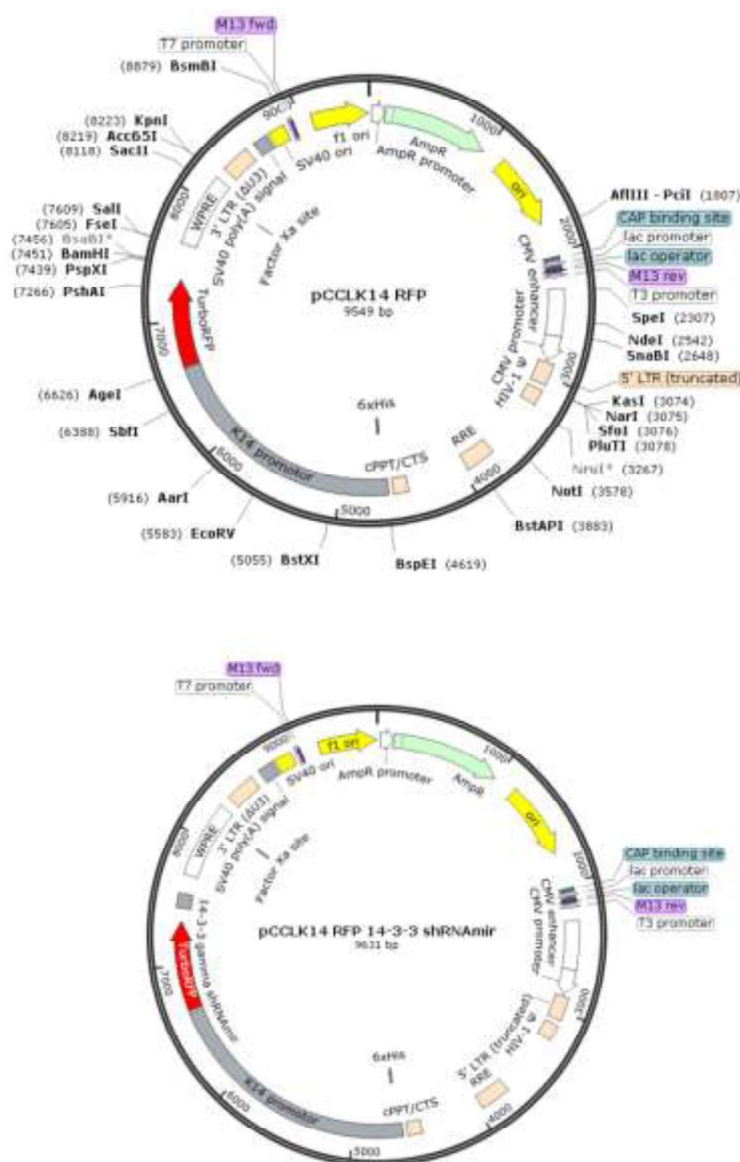 M13 fwd
T7 promoter
(8879) BsmBI
(8223) KpnI
(8219) Acc65I
(8118) SacII
(7609) SalI
(7605) FseI
(7456) BsaBI*
(7451) BamHI
(7439) PspXI
(7266) PshAI
(6626) AgeI
(6388) SbfI
(5916) AarI
(5583) EcoRV
(5055) BstXI
BspEI (4619)
BstAPI (3883)
NotI (3578)
NruI* (3267)
PluTI (3078)
SfoI (3076)
NarI (3075)
KasI (3074)
5' LTR (truncated)
SnaBI (2648)
NdeI (2542)
SpeI (2307)
T3 promoter
M13 rev
lac operator
lac promoter
CAP binding site
AflIII - PciI (1807)
1000
2000
3000
4000
5000
6000
7000
8000
9000
f1 ori
AmpR promoter
AmpR
ori
CMV enhancer
CMV promoter
HIV-1 Ψ
RRE
cPPT/CTS
6xHis
K14 promotor
TurboRFP
WPRE
3' LTR (ΔU3)
SV40 poly(A) signal
SV40 ori
Factor Xa site
pCCLK14 RFP
9549 bp
M13 fwd
T7 promoter
1000
2000
3000
4000
5000
6000
7000
8000
9000
f1 ori
AmpR promoter
AmpR
ori
CAP binding site
lac promoter
lac operator
M13 rev
T3 promoter
CMV enhancer
CMV promoter
HIV-1 Ψ
5' LTR (truncated)
RRE
cPPT/CTS
6xHis
K14 promotor
TurboRFP
14-3-3 gamma shRNAmir
WPRE
3' LTR (ΔU3)
SV40 poly(A) signal
SV40 ori
Factor Xa site
pCCLK14 RFP 14-3-3 shRNAmir
9631 bp